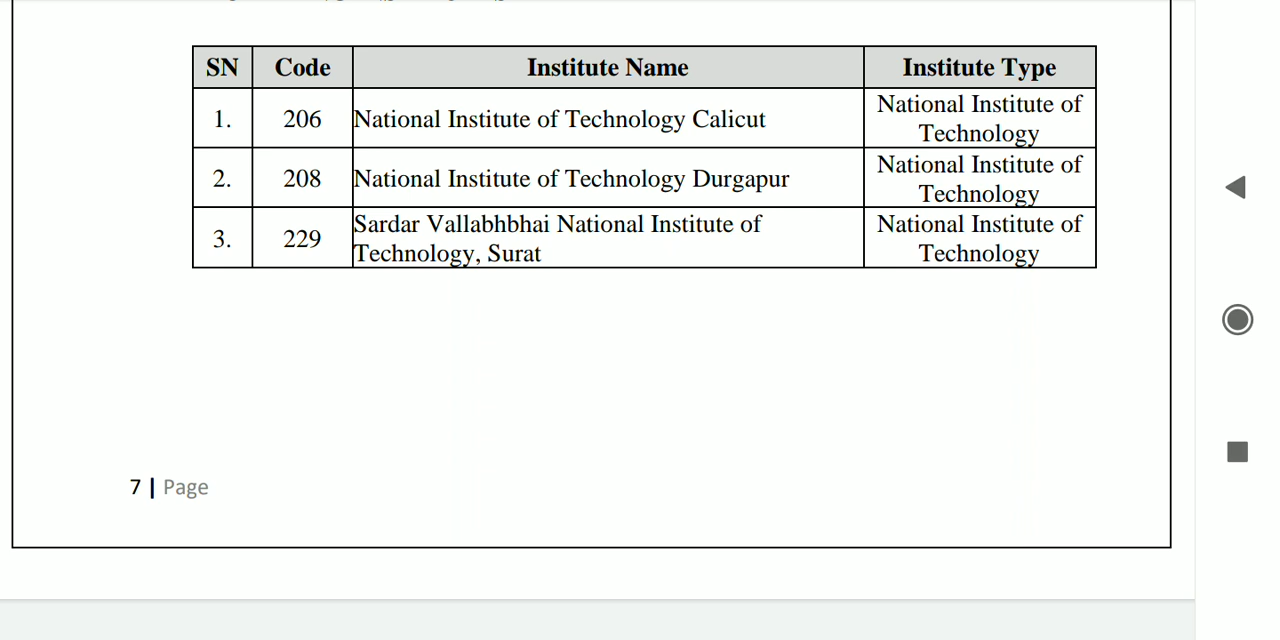 SN Code Institute Name Institute Type
1. 206 National Institute of Technology Calicut National Institute of
Technology
2. 208 National Institute of Technology Durgapur National Institute of
Technology
3. 229 Sardar Vallabhbhai National Institute of
Technology, Surat National Institute of
Technology
7 | Page